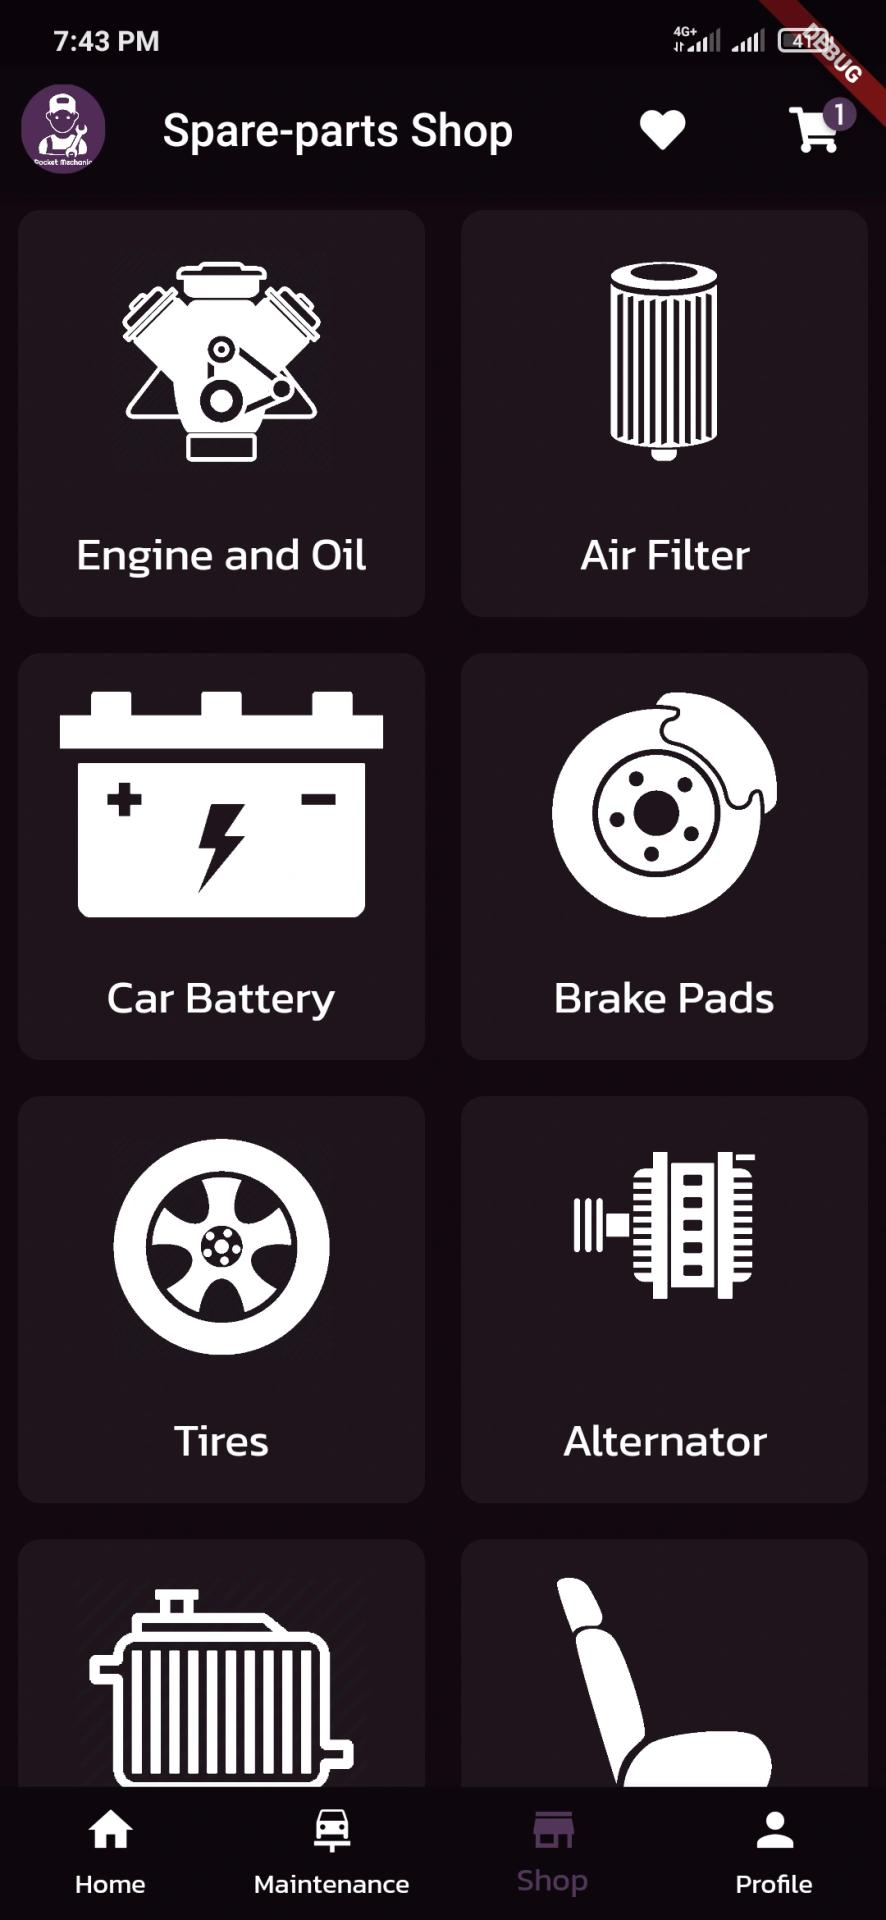 7:43 PM
4G+
41
DEBUG
Pocket Mechanic
Spare-parts Shop
1
Engine and Oil
Air Filter
+ −
Car Battery
Brake Pads
Tires
Alternator
Home
Maintenance
Shop
Profile